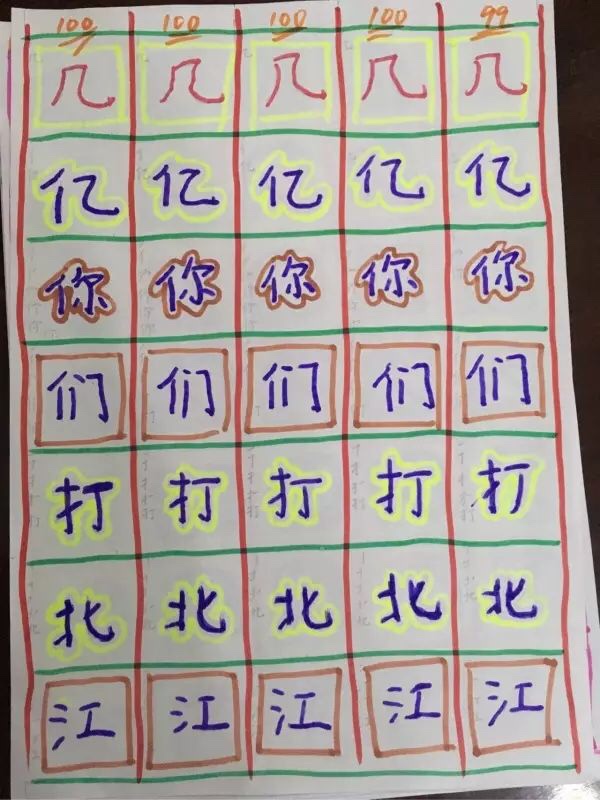 100 100 100 100 99
几 几 几 几 几
亿 亿 亿 亿 亿
你 你 你 你 你
们 们 们 们 们
打 打 打 打 打
北 北 北 北 北
江 江 江 江 江